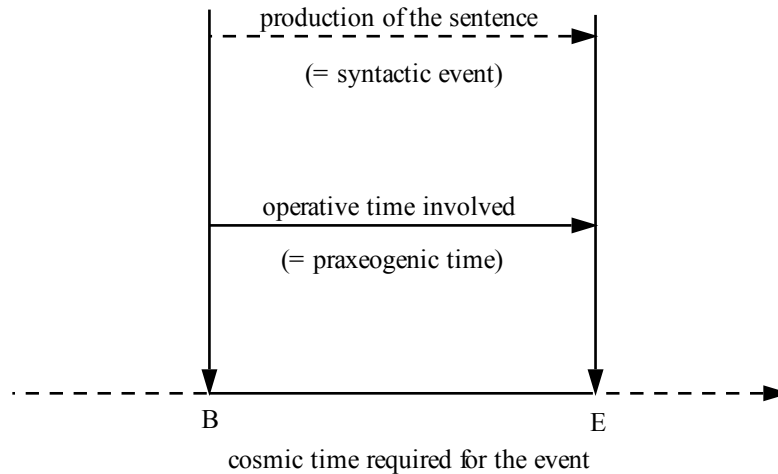 production of the sentence
(= syntactic event)
operative time involved
(= praxeogenic time)
B E
cosmic time required for the event